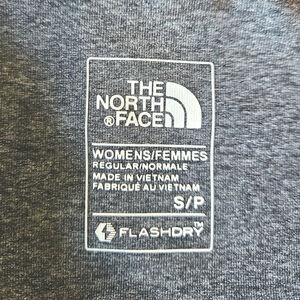 THE
NORTH
® FACE
WOMENS/FEMMES
REGULAR/NORMALE
MADE IN VIETNAM
FABRIQUÉ AU VIETNAM
S/P
FLASHDRY